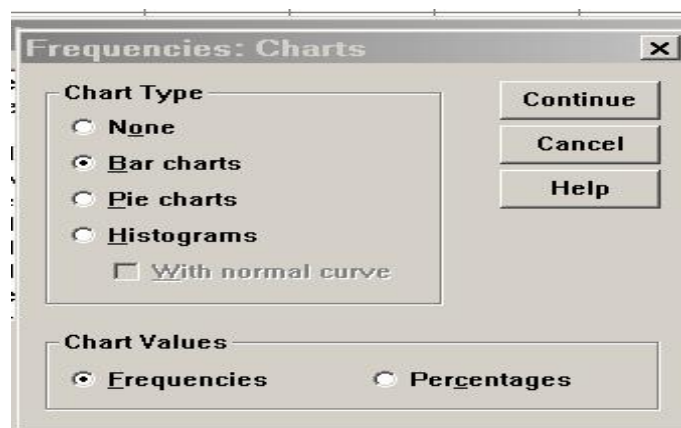 Frequencies: Charts
Chart Type
None
Bar charts
Pie charts
Histograms
With normal curve
Continue
Cancel
Help
Chart Values
Frequencies
Percentages